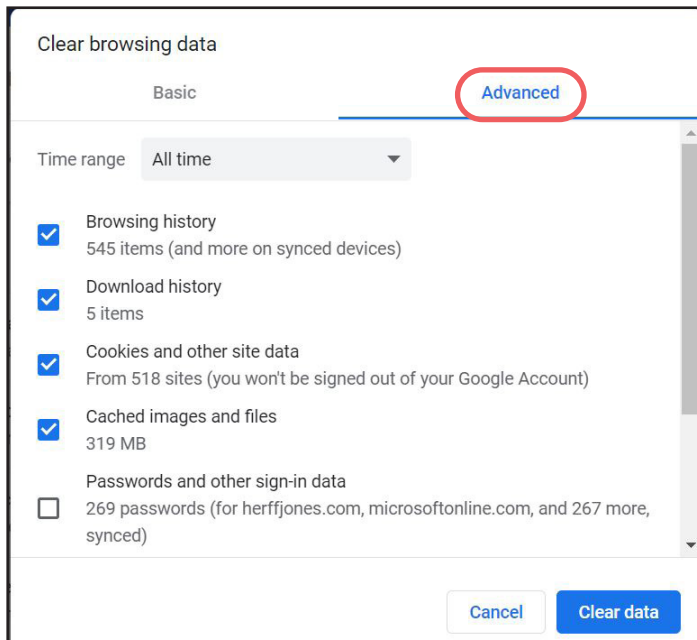 Clear browsing data
Basic
Advanced
Time range
All time
Browsing history
545 items (and more on synced devices)
Download history
5 items
Cookies and other site data
From 518 sites (you won't be signed out of your Google Account)
Cached images and files
319 MB
Passwords and other sign-in data
269 passwords (for herffjones.com, microsoftonline.com, and 267 more,
synced)
Cancel
Clear data